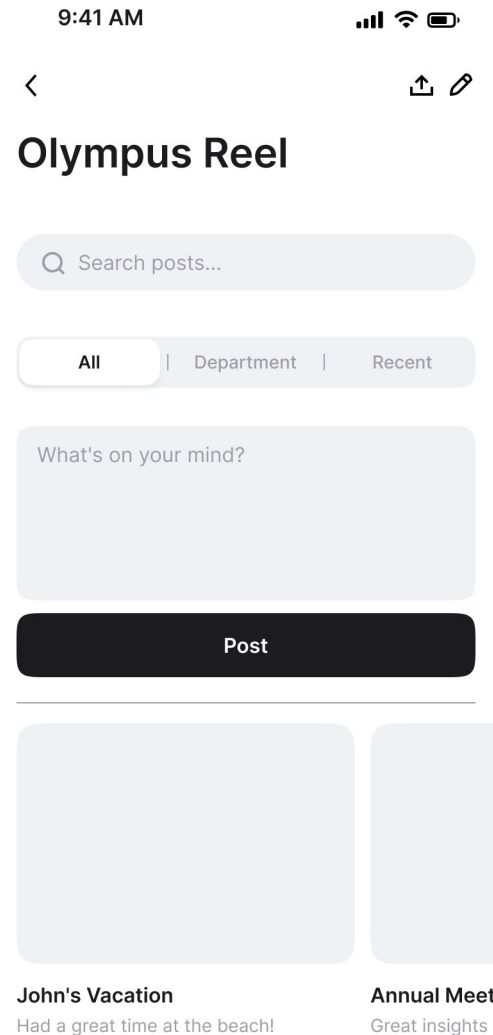 9:41 AM
Olympus Reel
Search posts...
All | Department | Recent
What's on your mind?
Post
John's Vacation
Had a great time at the beach!
Annual Meet
Great insights